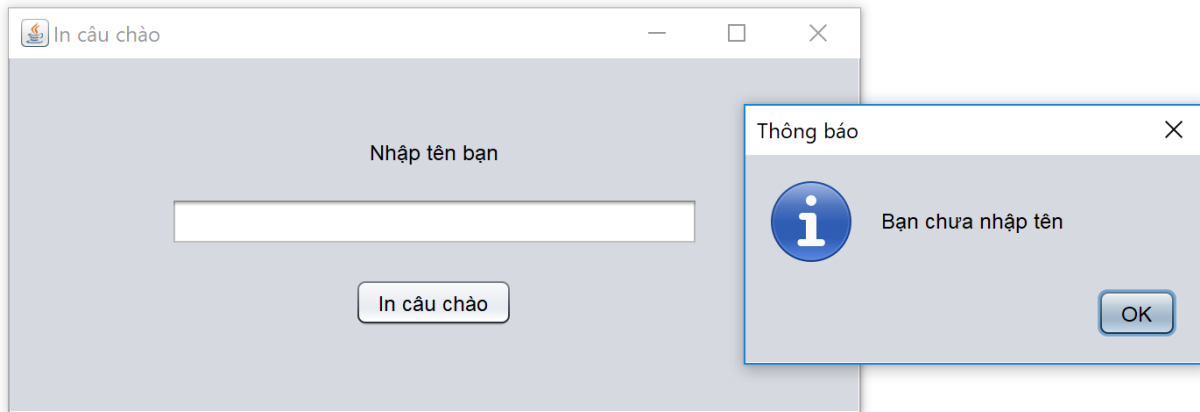 In câu chào
Nhập tên bạn
In câu chào
Thông báo
Bạn chưa nhập tên
OK